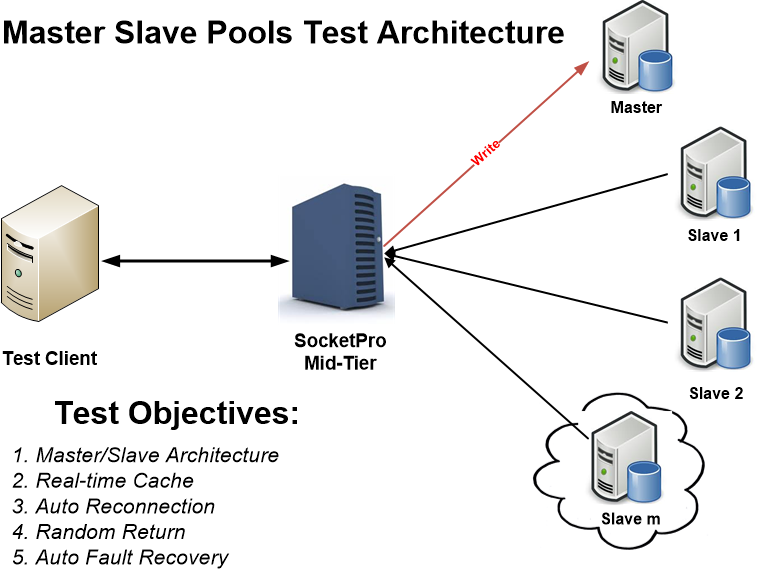 Master Slave Pools Test Architecture
Master
Write
Slave 1
Test Client
SocketPro
Mid-Tier
Slave 2
Slave m
Test Objectives:
1. Master/Slave Architecture
2. Real-time Cache
3. Auto Reconnection
4. Random Return
5. Auto Fault Recovery